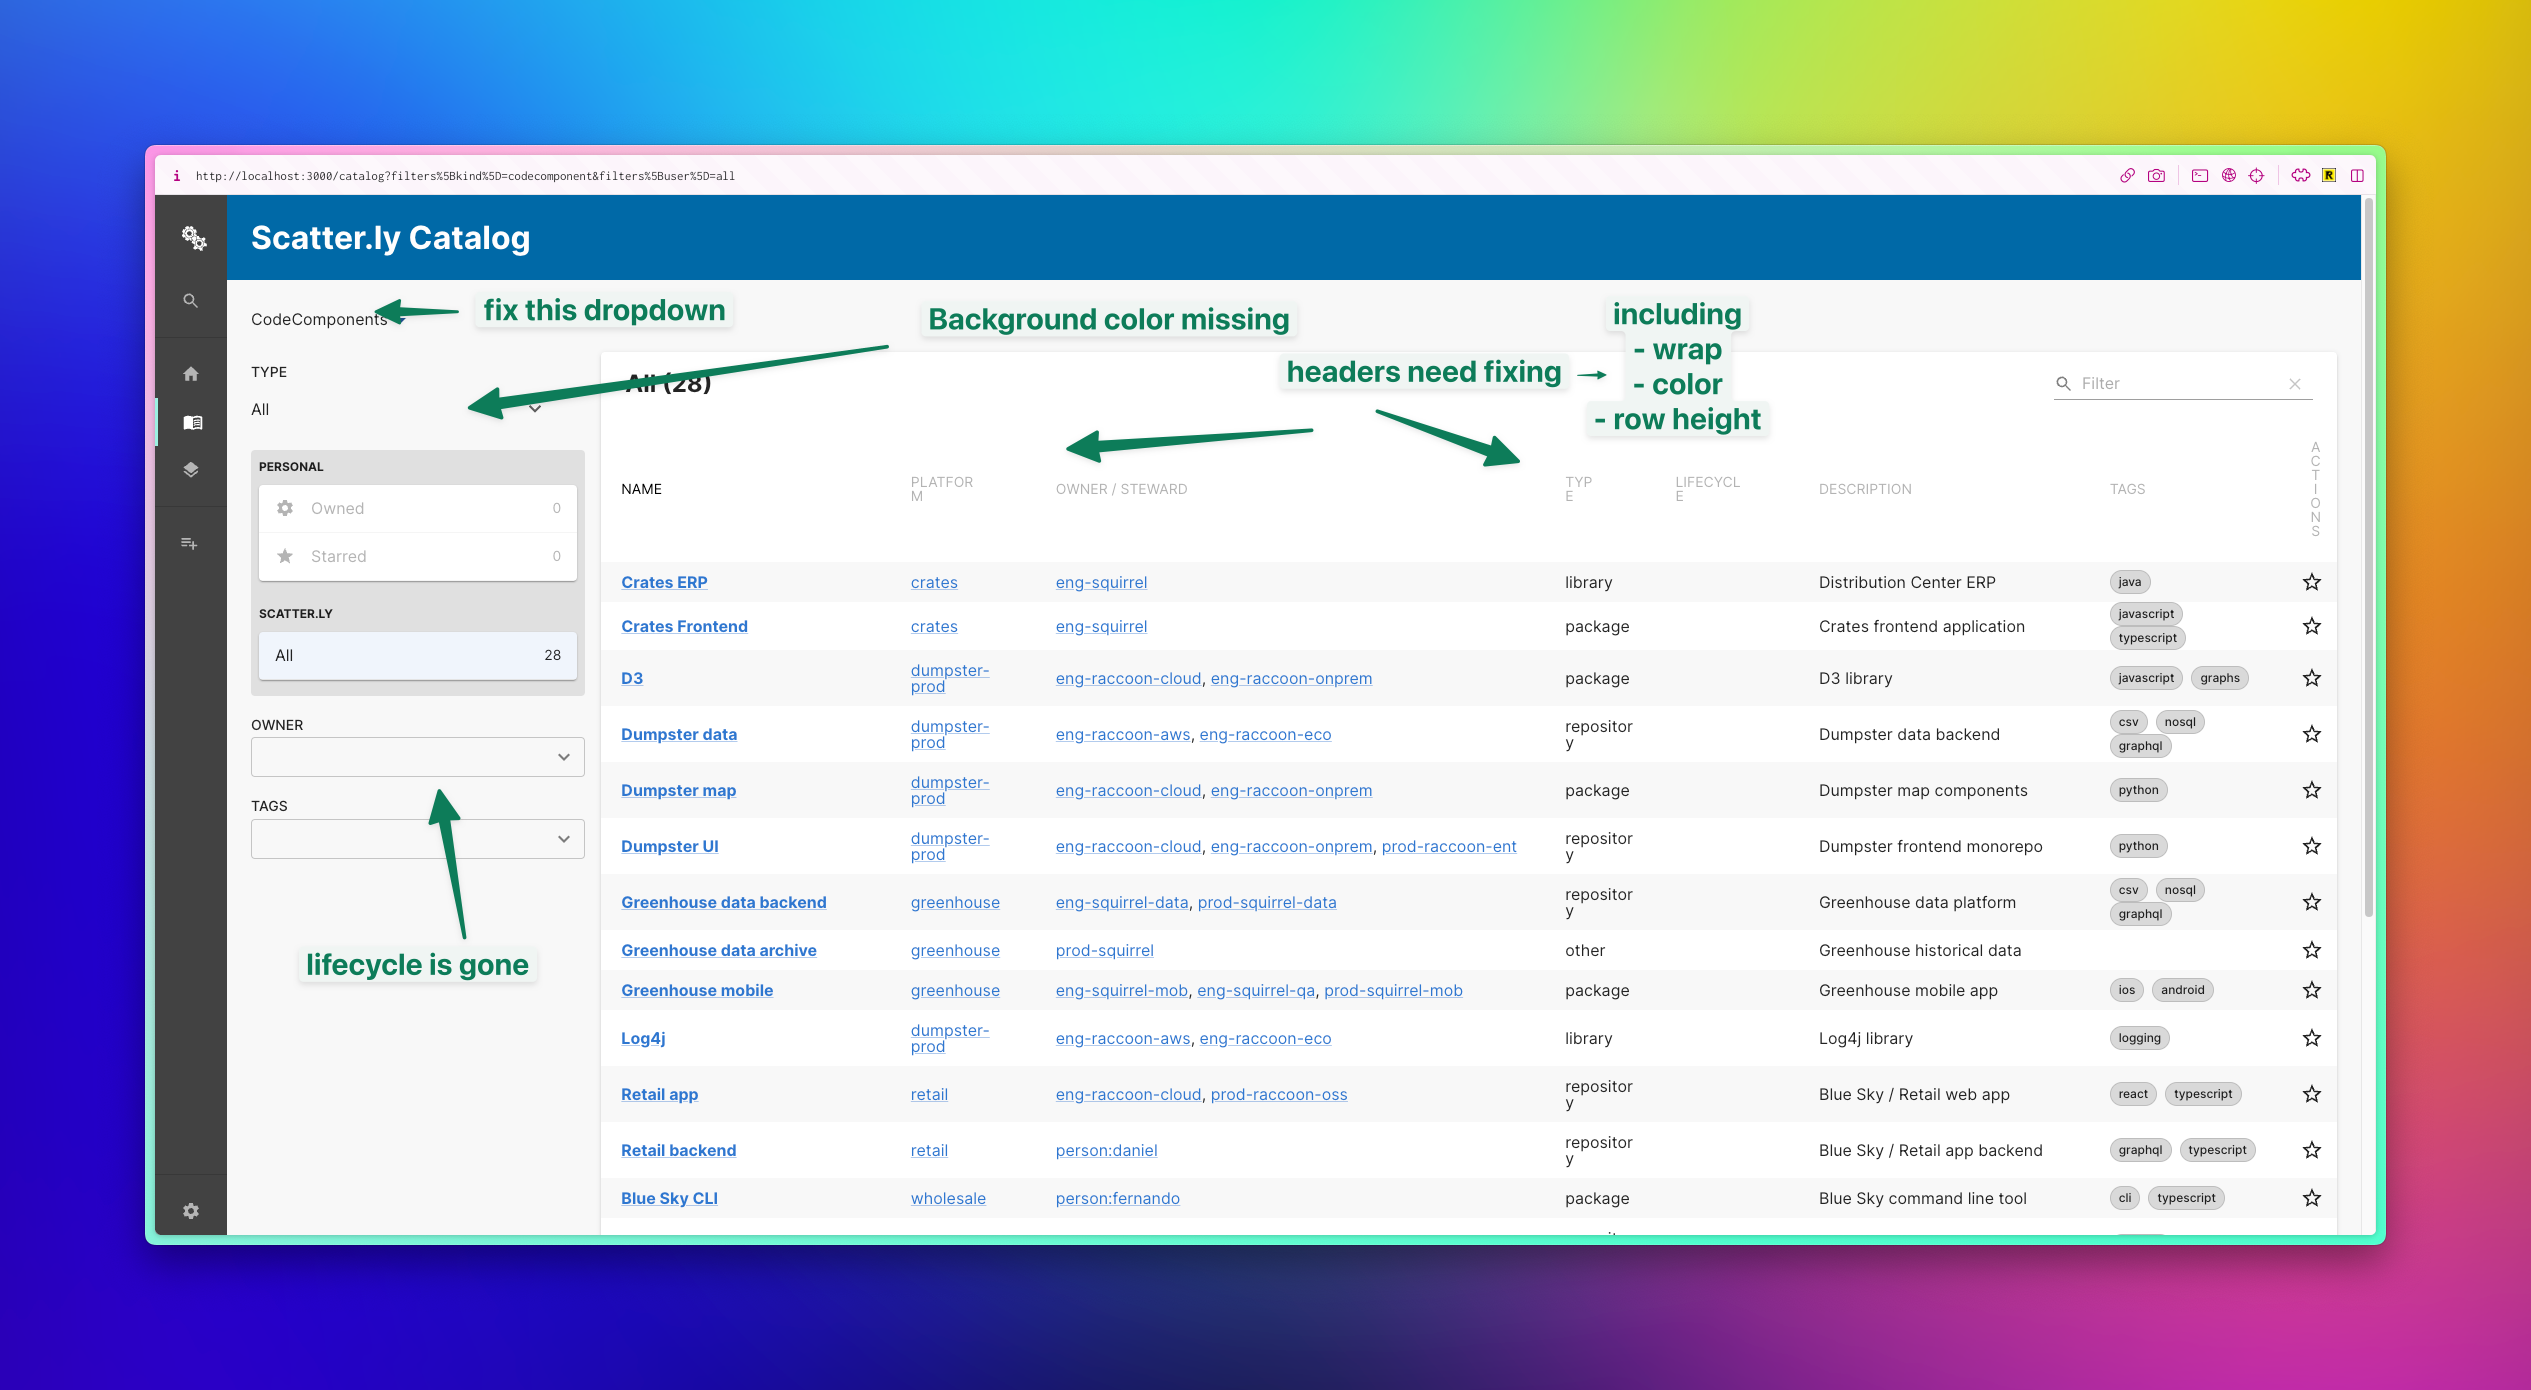 i http://localhost:3000/catalog?filters%5Bkind%5D=codecomponent&filters%5Buser%5D=all
R
Scatter.ly Catalog
CodeComponents
fix this dropdown
Background color missing
including
- wrap
- color
- row height
headers need fixing
TYPE
All
PERSONAL
Owned 0
Starred 0
SCATTER.LY
All 28
OWNER
TAGS
lifecycle is gone
All (28)
Filter
NAME PLATFOR OWNER / STEWARD TYP LIFECYCL DESCRIPTION TAGS ACTIONS
M E E
Crates ERP crates eng-squirrel library Distribution Center ERP java
Crates Frontend crates eng-squirrel package Crates frontend application javascript
typescript
D3 dumpster- eng-raccoon-cloud, eng-raccoon-onprem package D3 library javascript graphs
prod
Dumpster data dumpster- eng-raccoon-aws, eng-raccoon-eco repositor Dumpster data backend csv nosql
prod y graphql
Dumpster map dumpster- eng-raccoon-cloud, eng-raccoon-onprem package Dumpster map components python
prod
Dumpster UI dumpster- eng-raccoon-cloud, eng-raccoon-onprem, prod-raccoon-ent repositor Dumpster frontend monorepo python
prod y
Greenhouse data backend greenhouse eng-squirrel-data, prod-squirrel-data repositor Greenhouse data platform csv nosql
y graphql
Greenhouse data archive greenhouse prod-squirrel other Greenhouse historical data
Greenhouse mobile greenhouse eng-squirrel-mob, eng-squirrel-qa, prod-squirrel-mob package Greenhouse mobile app ios android
Log4j dumpster- eng-raccoon-aws, eng-raccoon-eco library Log4j library logging
prod
Retail app retail eng-raccoon-cloud, prod-raccoon-oss repositor Blue Sky / Retail web app react typescript
y
Retail backend retail person:daniel repositor Blue Sky / Retail app backend graphql typescript
y
Blue Sky CLI wholesale person:fernando package Blue Sky command line tool cli typescript